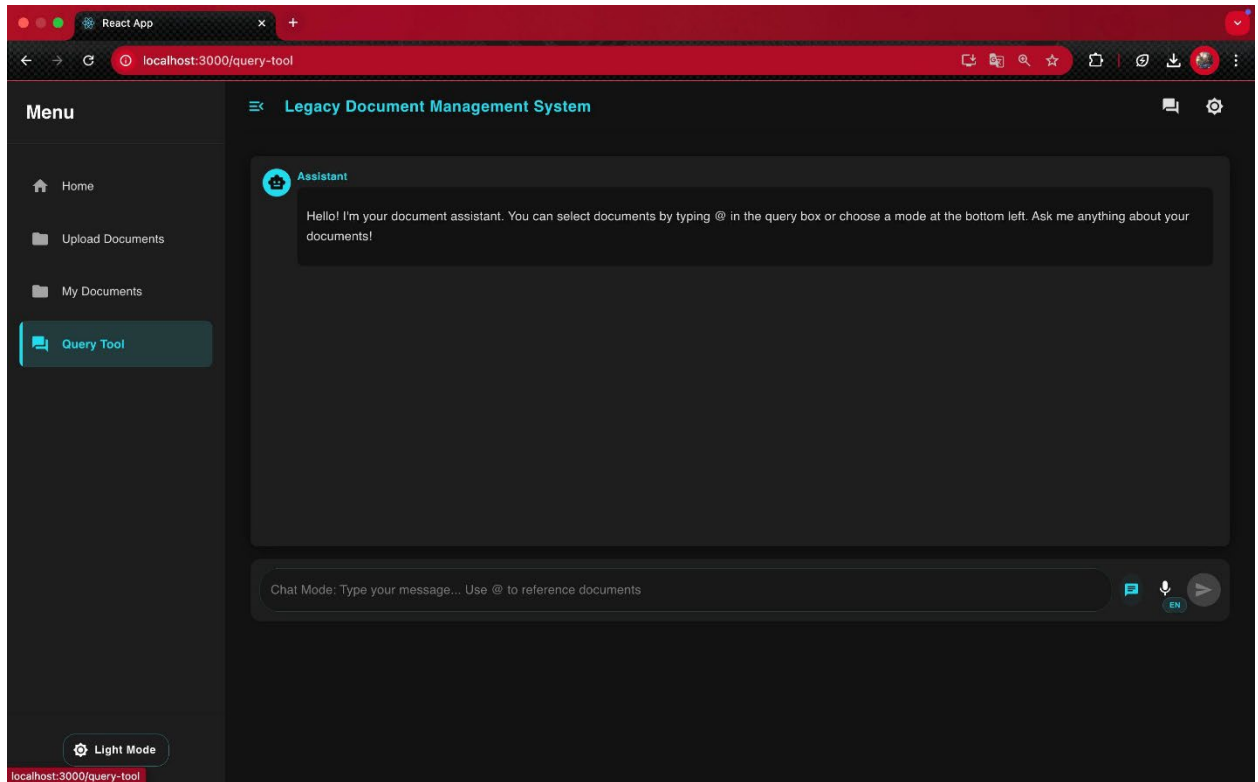 React App
localhost:3000/query-tool
Menu
Legacy Document Management System
Home
Upload Documents
My Documents
Query Tool
Assistant
Hello! I'm your document assistant. You can select documents by typing @ in the query box or choose a mode at the bottom left. Ask me anything about your
documents!
Chat Mode: Type your message... Use @ to reference documents
EN
Light Mode
localhost:3000/query-tool